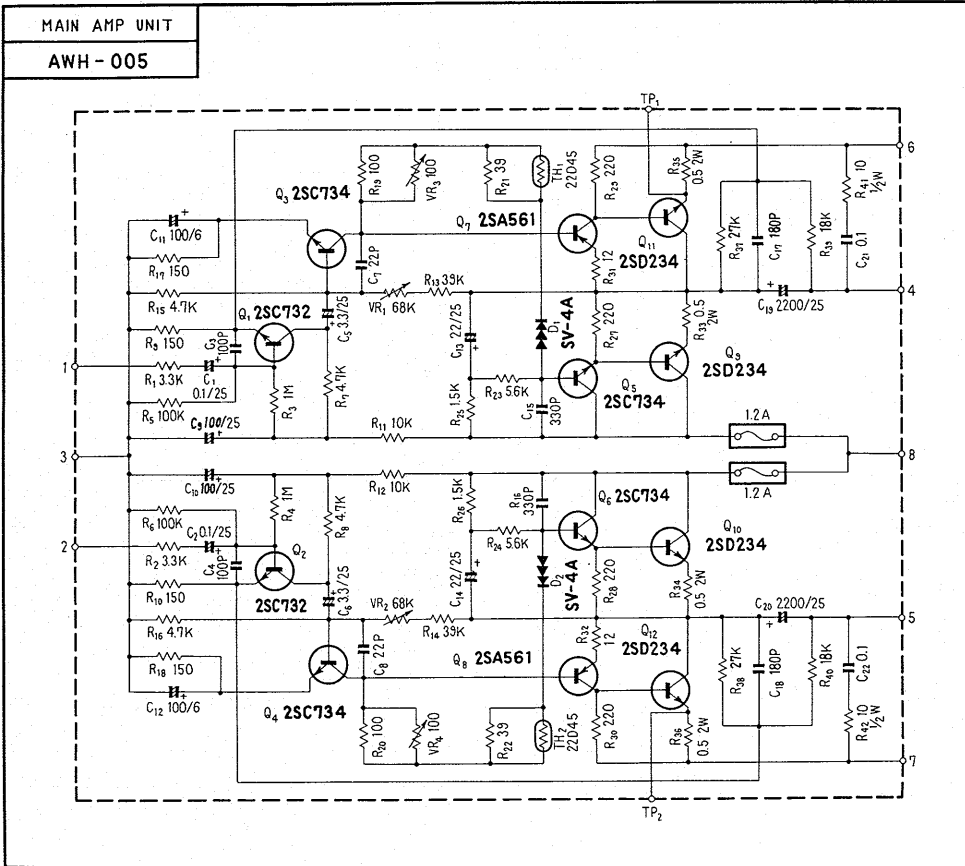 MAIN AMP UNIT
AWH-005
TP1
6
R19 100
VR3 100
R21 39
TH1 22D45
R29 220
R35 0.5 2W
R41 10 1/2W
Q3 2SC734
Q7 2SA561
C11 100/6
R17 150
C7 22P
R31 12
Q11 2SD234
R37 27K
C17 180P
R39 18K
C21 0.1
R15 4.7K
VR1 68K
R13 39K
C19 2200/25
4
Q1 2SC732
C5 3.3/25
C13 22/25
D1 SV-4A
R27 220
R33 0.5 2W
R9 150
C3 100P
1
R1 3.3K
C1 0.1/25
R3 1M
R7 4.7K
R23 5.6K
Q5 2SC734
Q9 2SD234
R5 100K
R25 1.5K
C15 330P
C9 100/25
R11 10K
1.2A
3
8
C10 100/25
R12 10K
1.2A
R4 1M
R8 4.7K
R26 1.5K
R16 330P
Q6 2SC734
R6 100K
C2 0.1/25
2
R2 3.3K
C4 100P
Q2 2SC732
R24 5.6K
Q10 2SD234
R10 150
C6 3.3/25
C14 22/25
D2 SV-4A
R28 220
R34 0.5 2W
R16 4.7K
VR2 68K
R14 39K
C20 2200/25
5
R18 150
C8 22P
Q8 2SA561
R32 12
Q12 2SD234
R38 27K
C18 180P
R40 18K
C22 0.1
C12 100/6
Q4 2SC734
R20 100
VR4 100
R22 39
TH2 22D45
R30 220
R36 0.5 2W
R42 10 1/2W
7
TP2